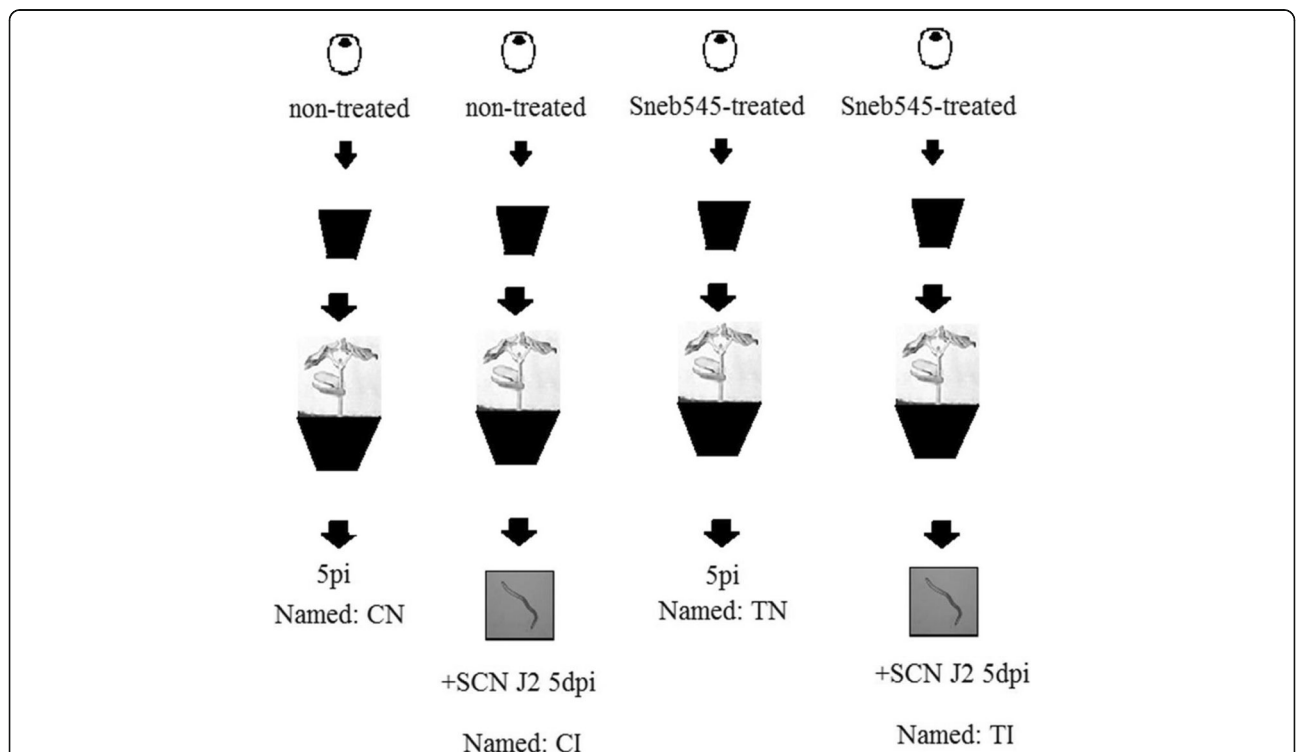 non-treated
non-treated
Sneb545-treated
Sneb545-treated
5pi
Named: CN
+SCN J2 5dpi
Named: CI
5pi
Named: TN
+SCN J2 5dpi
Named: TI